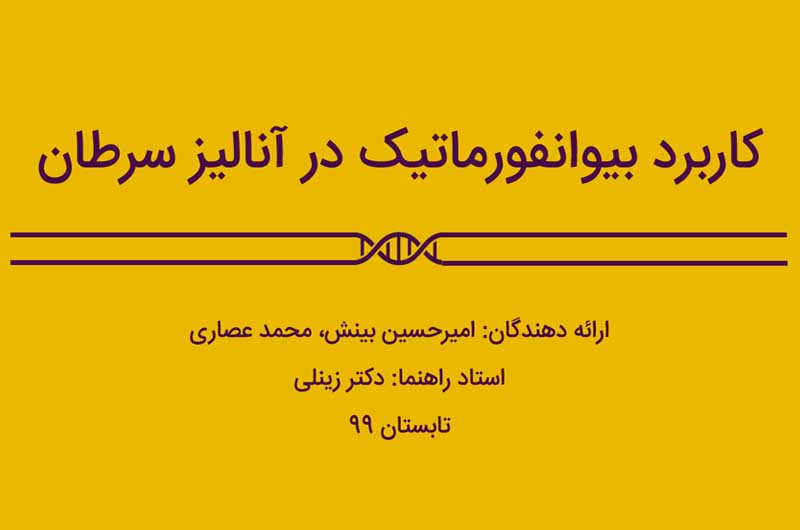 کاربرد بیوانفورماتیک در آنالیز سرطان
ارائه دهندگان: امیرحسین بینش، محمد عصاری
استاد راهنما: دکتر زینلی
تابستان ۹۹